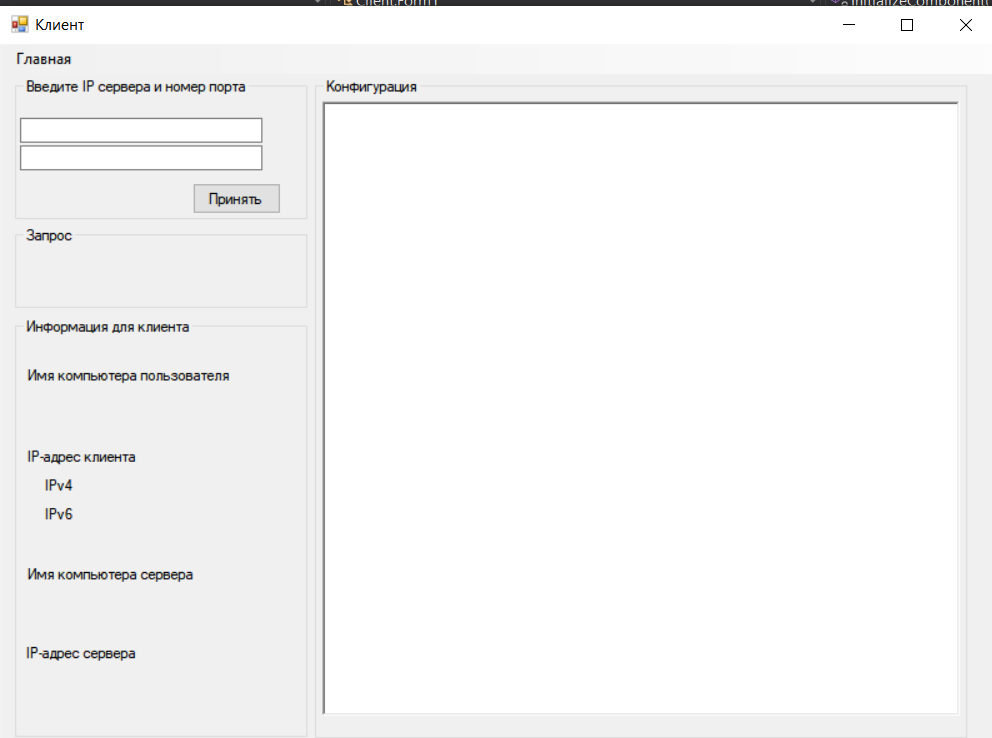 Клиент
Главная
Введите IP сервера и номер порта
Принять
Запрос
Информация для клиента
Имя компьютера пользователя
IP-адрес клиента
IPv4
IPv6
Имя компьютера сервера
IP-адрес сервера
Конфигурация